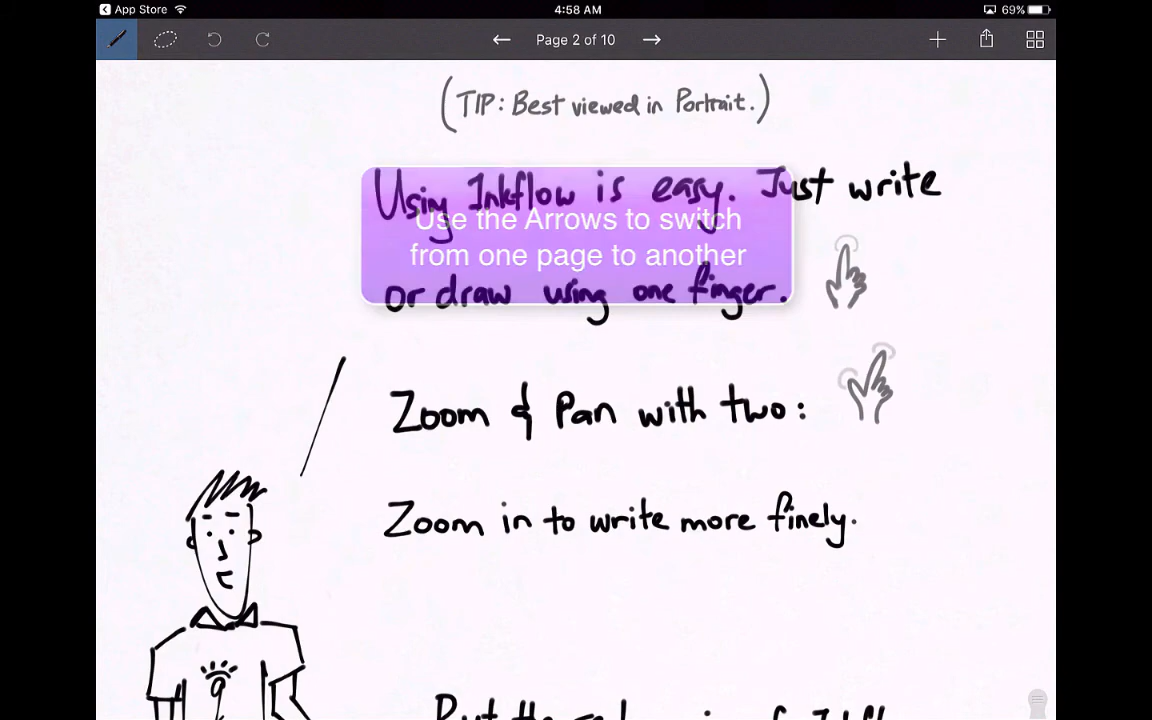 App Store
4:58 AM
69%
Page 2 of 10
(TIP: Best viewed in Portrait.)
Using Inkflow is easy. Just write
Use the Arrows to switch
from one page to another
or draw using one finger.
Zoom & Pan with two:
Zoom in to write more finely.